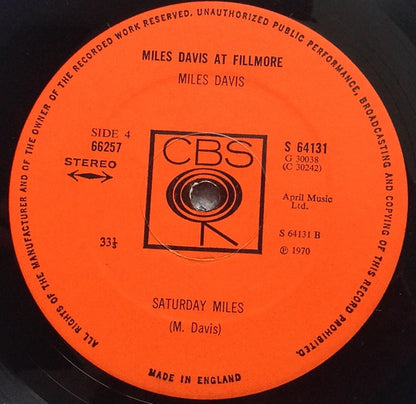 ALL RIGHTS OF THE MANUFACTURER AND OF THE OWNER OF THE RECORDED WORK RESERVED. UNAUTHORIZED PUBLIC PERFORMANCE, BROADCASTING AND COPYING OF THIS RECORD PROHIBITED.
MILES DAVIS AT FILLMORE
MILES DAVIS
SIDE 4
66257
STEREO
CBS
S 64131
G 30038
(C 30242)
April Music
Ltd.
33⅓
S 64131 B
℗ 1970
SATURDAY MILES
(M. Davis)
MADE IN ENGLAND